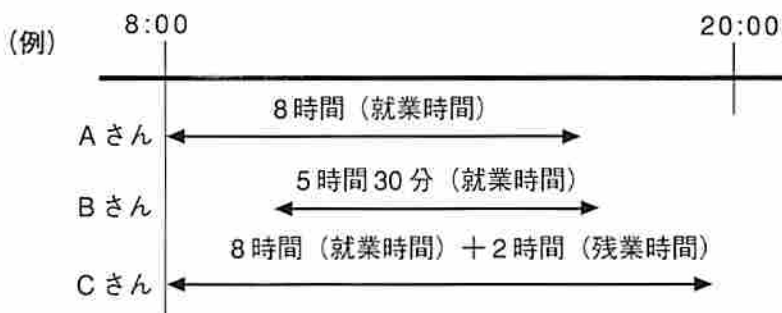 (例)
8:00 20:00
8時間（就業時間）
Aさん
5時間30分（就業時間）
Bさん
8時間（就業時間）＋2時間（残業時間）
Cさん